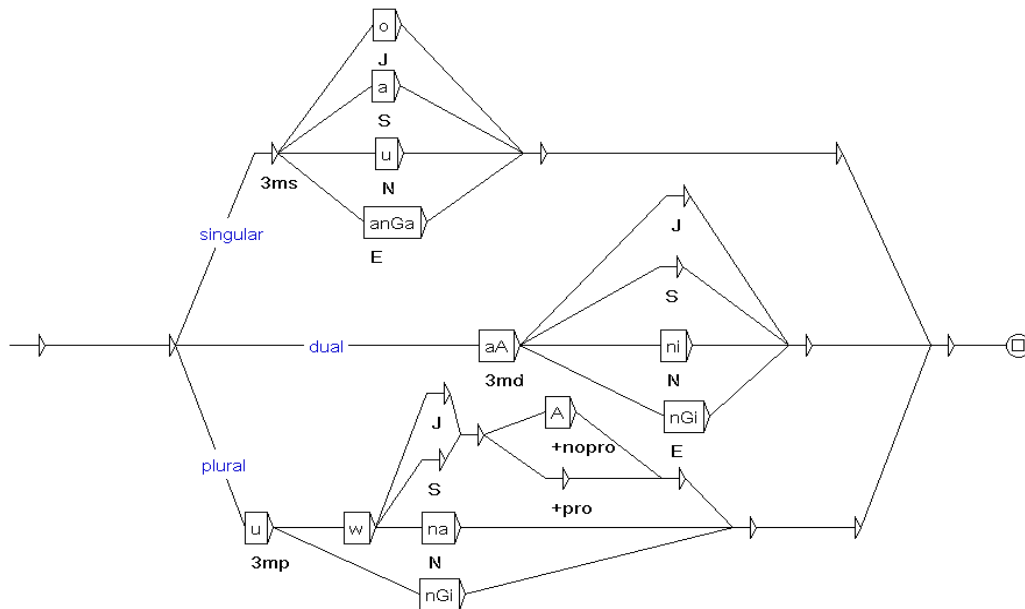 o
J
a
S
u
3ms
N
anGa
singular
E
J
S
dual
aA
ni
3md
N
J
A
nGi
+nopro
E
plural
S
+pro
u
w
na
3mp
N
nGi